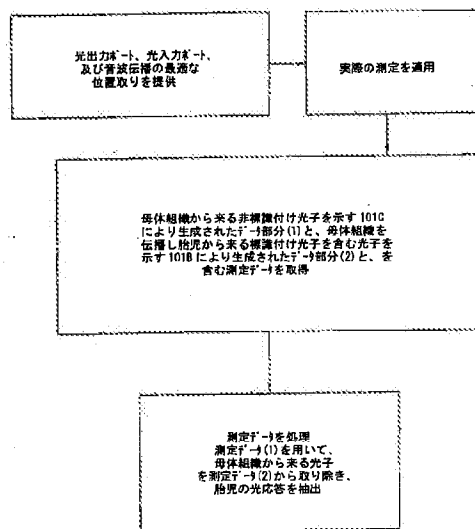 光出力ポート、光入力ポート、
及び音波伝播の最適な
位置取りを提供
実際の測定を適用
母体組織から来る非標識付け光子を示す 101C
により生成されたデータ部分(1)と、母体組織を
伝播し胎児から来る標識付け光子を含む光子を
示す 101B により生成されたデータ部分(2)と、を
含む測定データを取得
測定データを処理
測定データ(1)を用いて、
母体組織から来る光子
を測定データ(2)から取り除き、
胎児の光応答を抽出